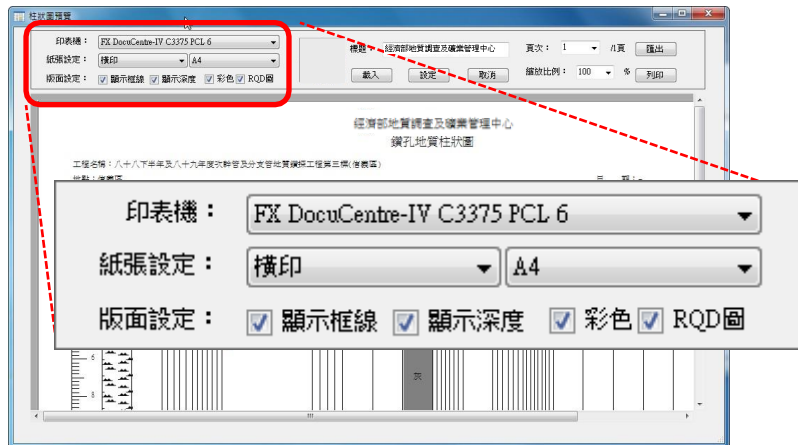 柱狀圖預覽
印表機： FX DocuCentre-IV C3375 PCL 6
紙張設定： 橫印 A4
版面設定： 顯示框線 顯示深度 彩色 RQD圖
標題： 經濟部地質調查及礦業管理中心 頁次： 1 /1頁 匯出
載入 設定 取消 縮放比例： 100 % 列印
經濟部地質調查及礦業管理中心
鑽孔地質柱狀圖
工程名稱：八十八下半年及八十九年度次幹管及分支管地質鑽探工程第三標(信義區)
印表機： FX DocuCentre-IV C3375 PCL 6
紙張設定： 橫印 A4
版面設定： 顯示框線 顯示深度 彩色 RQD圖
6
灰
8